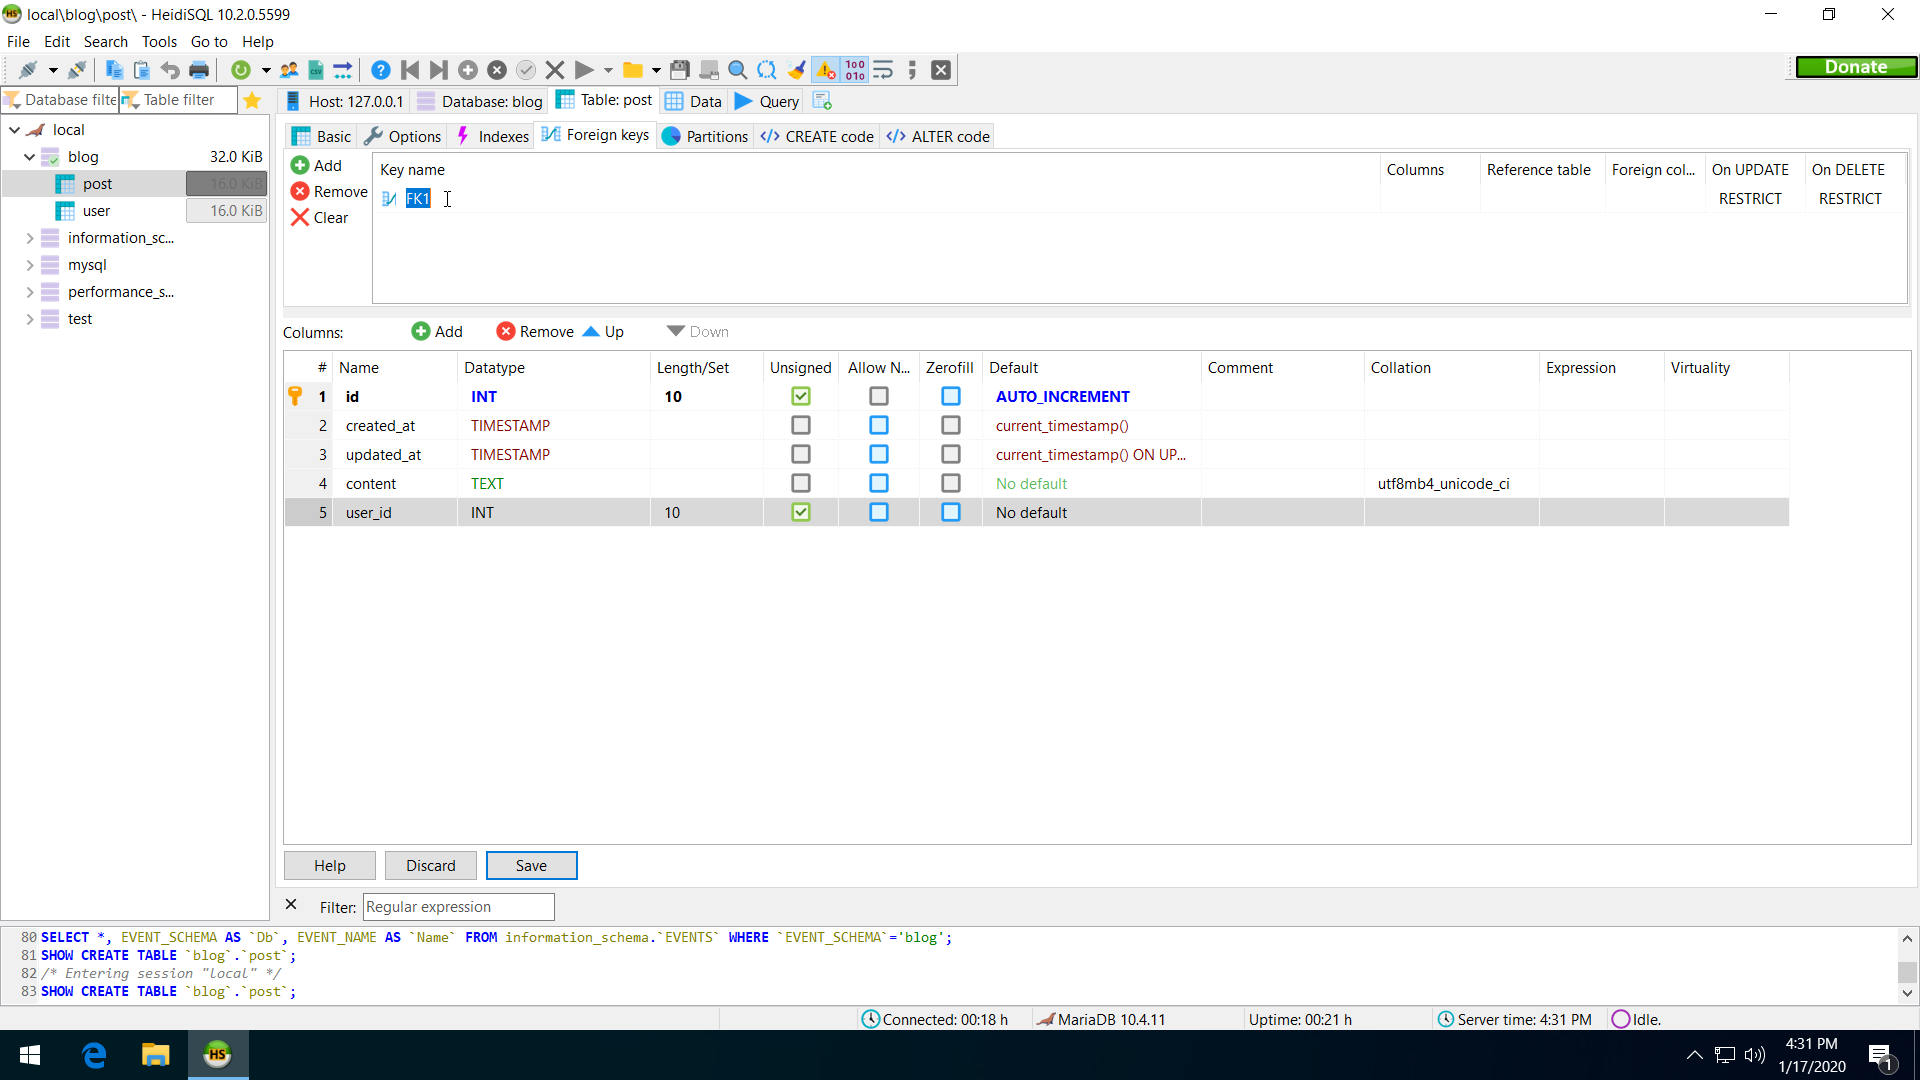 local\blog\post\ - HeidiSQL 10.2.0.5599
File Edit Search Tools Go to Help
Donate
Database filte Table filter
Host: 127.0.0.1 Database: blog Table: post Data Query
local
blog 32.0 KiB
post 16.0 KiB
user 16.0 KiB
information_sc...
mysql
performance_s...
test
Basic Options Indexes Foreign keys Partitions CREATE code ALTER code
Add
Remove
Clear
Key name Columns Reference table Foreign col... On UPDATE On DELETE
FK1 RESTRICT RESTRICT
Columns: Add Remove Up Down
# Name Datatype Length/Set Unsigned Allow N... Zerofill Default Comment Collation Expression Virtuality
1 id INT 10 AUTO_INCREMENT
2 created_at TIMESTAMP current_timestamp()
3 updated_at TIMESTAMP current_timestamp() ON UP...
4 content TEXT No default utf8mb4_unicode_ci
5 user_id INT 10 No default
Help Discard Save
Filter: Regular expression
80 SELECT *, EVENT_SCHEMA AS `Db`, EVENT_NAME AS `Name` FROM information_schema.`EVENTS` WHERE `EVENT_SCHEMA`='blog';
81 SHOW CREATE TABLE `blog`.`post`;
82 /* Entering session "local" */
83 SHOW CREATE TABLE `blog`.`post`;
Connected: 00:18 h MariaDB 10.4.11 Uptime: 00:21 h Server time: 4:31 PM Idle.
HS
4:31 PM
1/17/2020
1